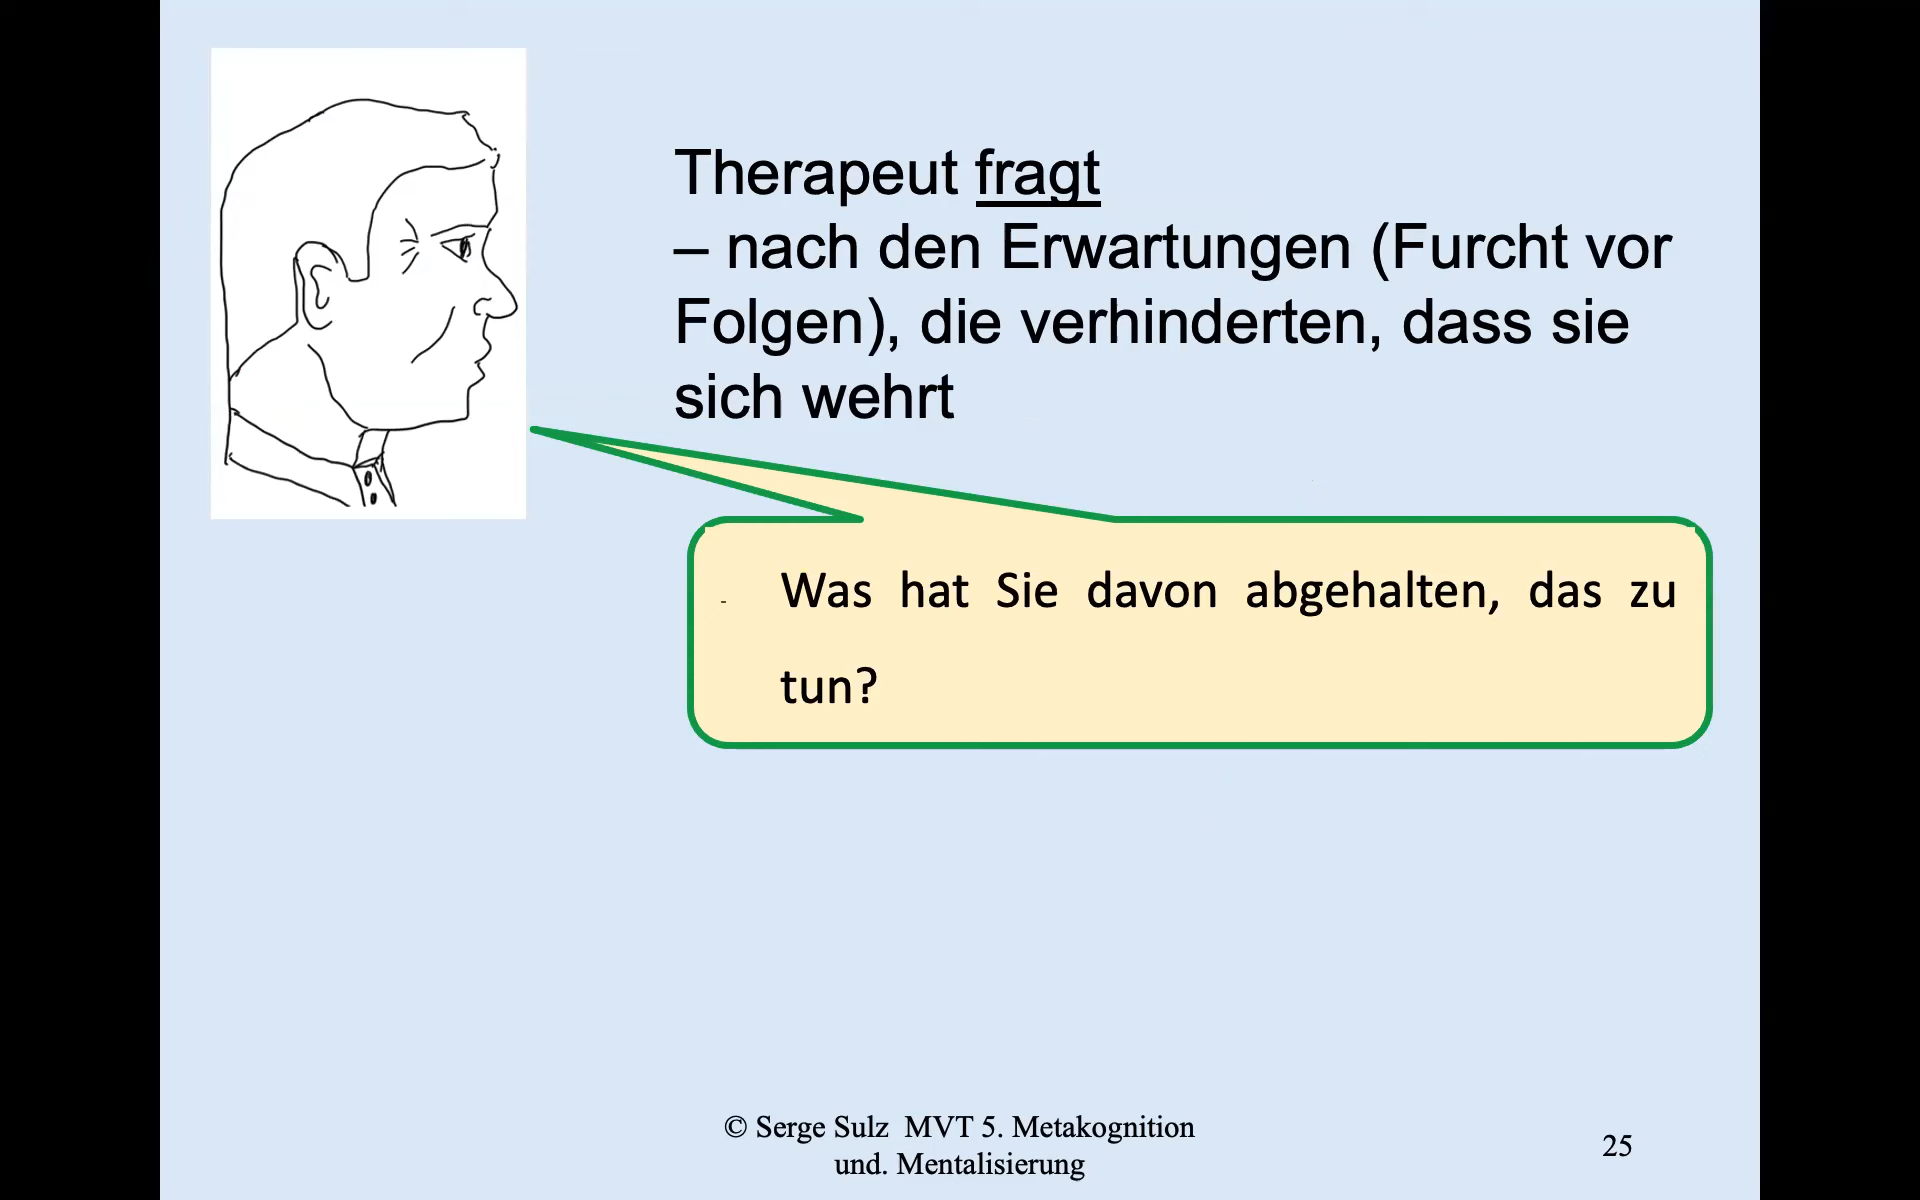 Therapeut fragt
– nach den Erwartungen (Furcht vor
Folgen), die verhinderten, dass sie
sich wehrt
- Was hat Sie davon abgehalten, das zu
tun?
© Serge Sulz  MVT 5. Metakognition
und. Mentalisierung
25